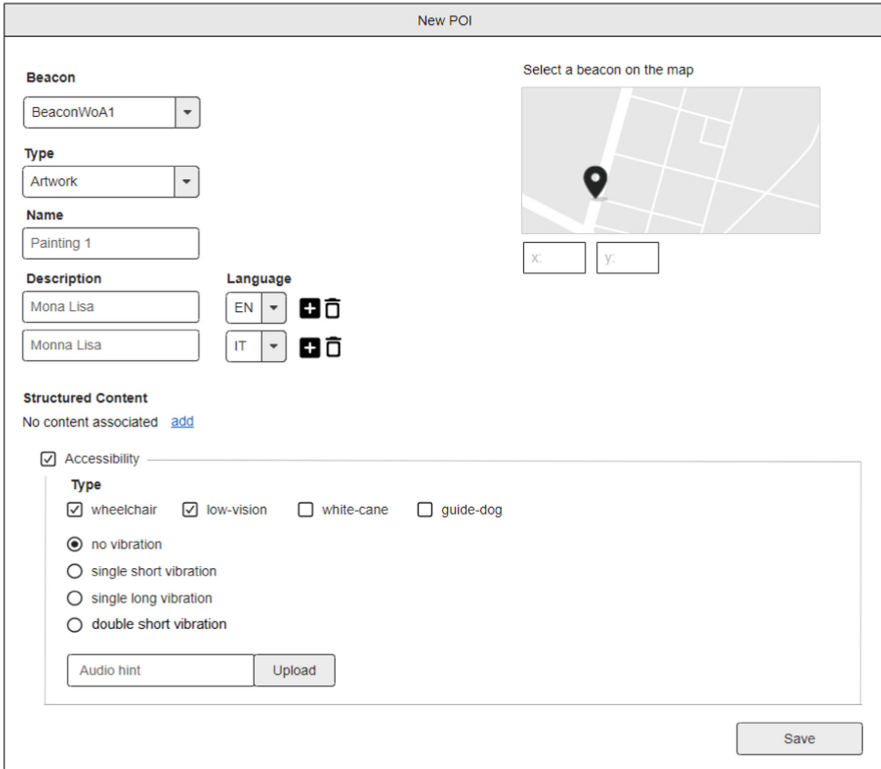 New POI
Beacon
BeaconWoA1
Type
Artwork
Name
Painting 1
Description Language
Mona Lisa EN
Monna Lisa IT
Select a beacon on the map
x: y:
Structured Content
No content associated add
Accessibility
Type
wheelchair low-vision white-cane guide-dog
no vibration
single short vibration
single long vibration
double short vibration
Audio hint Upload
Save